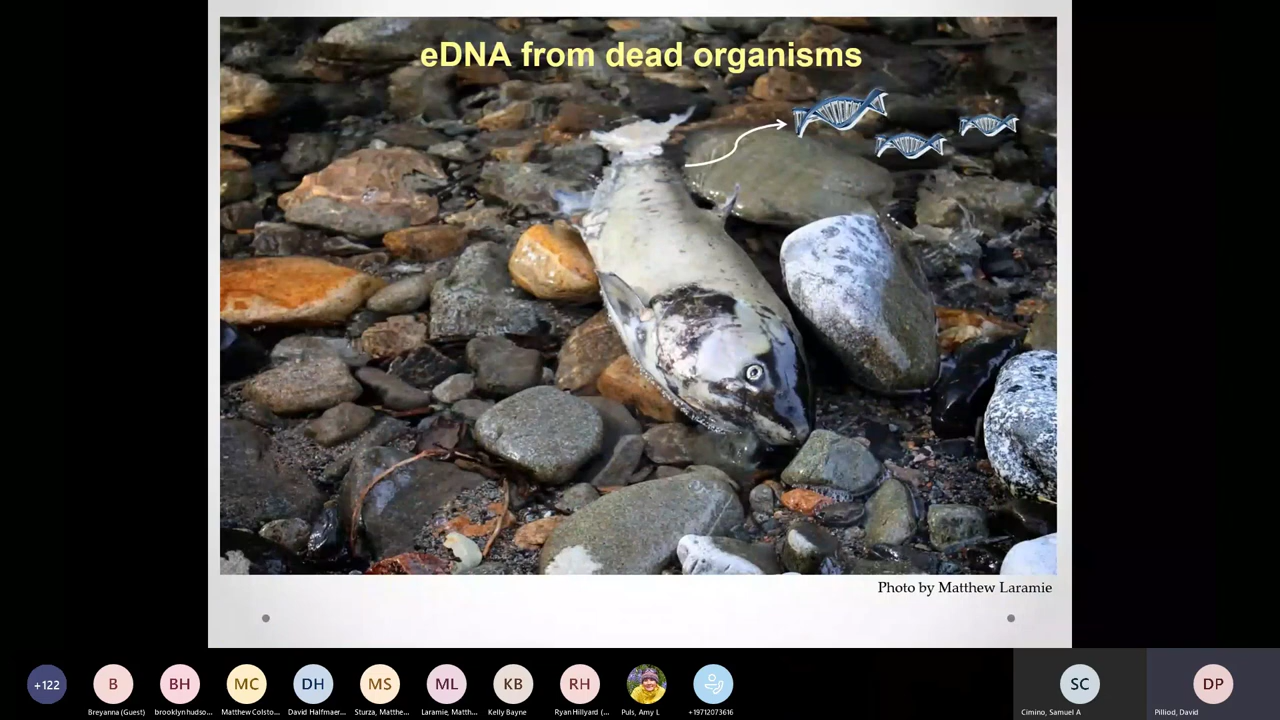 eDNA from dead organisms
Photo by Matthew Laramie
+122
B
BH
MC
DH
MS
ML
KB
RH
SC
DP
Breyanna (Guest)
brooklynhudso...
Matthew Colsto...
David Halfmaer...
Sturza, Matthe...
Laramie, Matth...
Kelly Bayne
Ryan Hillyard (...
Puls, Amy L
+19712073616
Cimino, Samuel A
Pilliod, David